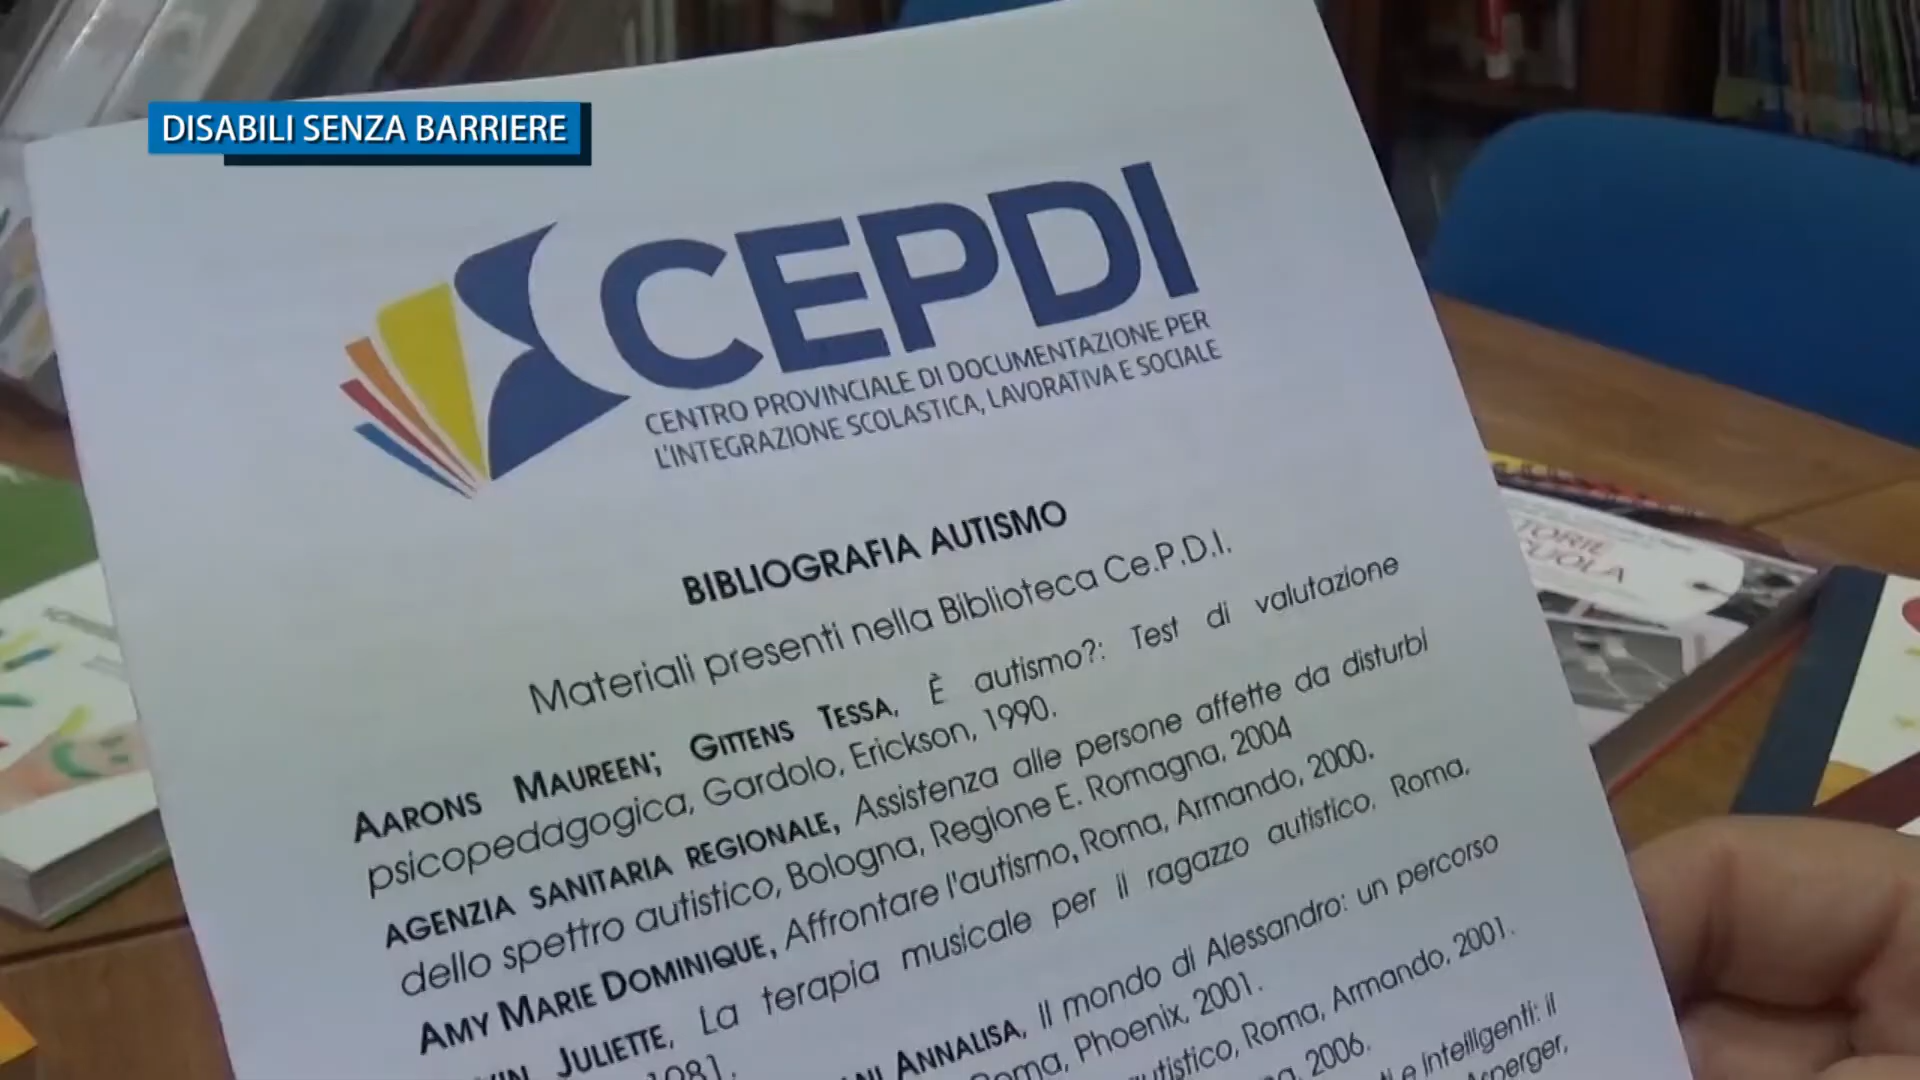 DISABILI SENZA BARRIERE
CEPDI
CENTRO PROVINCIALE DI DOCUMENTAZIONE PER
L'INTEGRAZIONE SCOLASTICA, LAVORATIVA E SOCIALE
BIBLIOGRAFIA AUTISMO
Materiali presenti nella Biblioteca Ce.P.D.I.
AARONS MAUREEN; GITTENS TESSA, È autismo?: Test di valutazione
psicopedagogica, Gardolo, Erickson, 1990.
AGENZIA SANITARIA REGIONALE, Assistenza alle persone affette da disturbi
dello spettro autistico, Bologna, Regione E. Romagna, 2004
AMY MARIE DOMINIQUE, Affrontare l'autismo, Roma, Armando, 2000.
JULIETTE, La terapia musicale per il ragazzo autistico, Roma,
ANNALISA, Il mondo di Alessandro: un percorso
Phoenix, 2001.
Roma, Armando, 2001.
2006.
e intelligenti: il